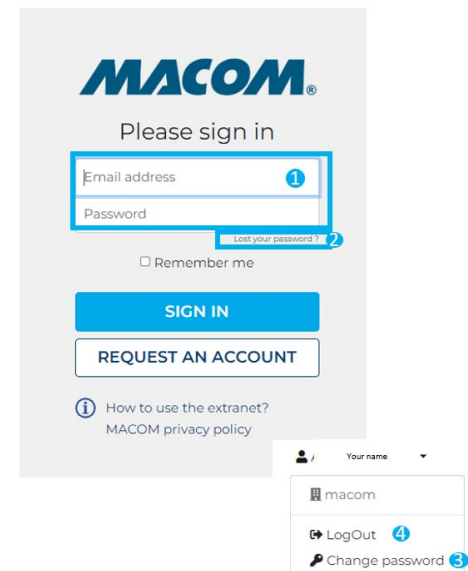 MACOM®
Please sign in
Email address 1
Password
Lost your password ? 2
Remember me
SIGN IN
REQUEST AN ACCOUNT
How to use the extranet?
MACOM privacy policy
/ Your name
macom
LogOut 4
Change password 3